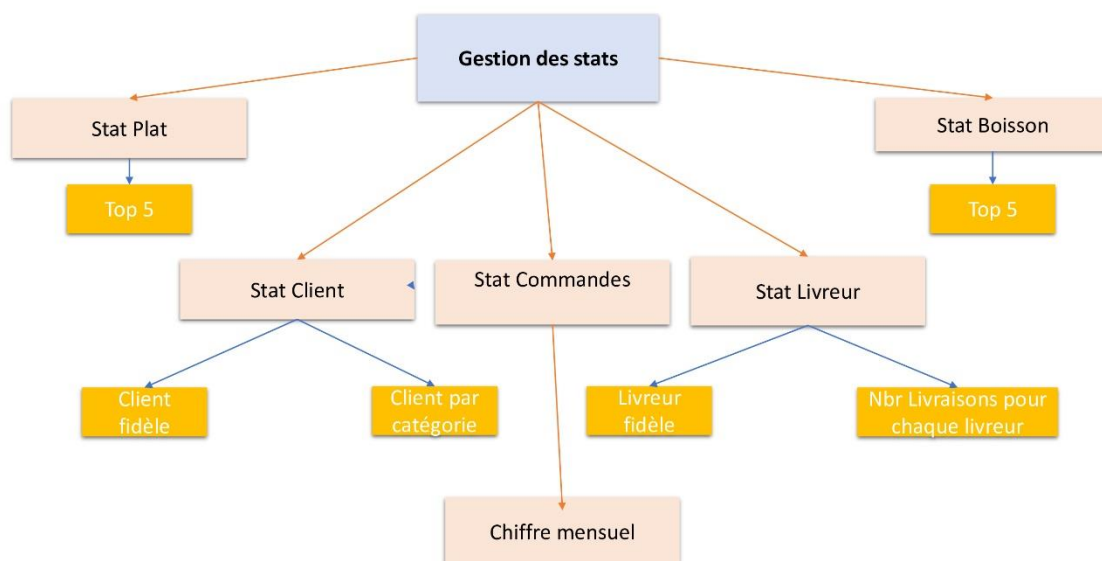 Gestion des stats
Stat Plat
Stat Boisson
Top 5
Top 5
Stat Client
Stat Commandes
Stat Livreur
Client
fidèle
Client par
catégorie
Livreur
fidèle
Nbr Livraisons pour
chaque livreur
Chiffre mensuel